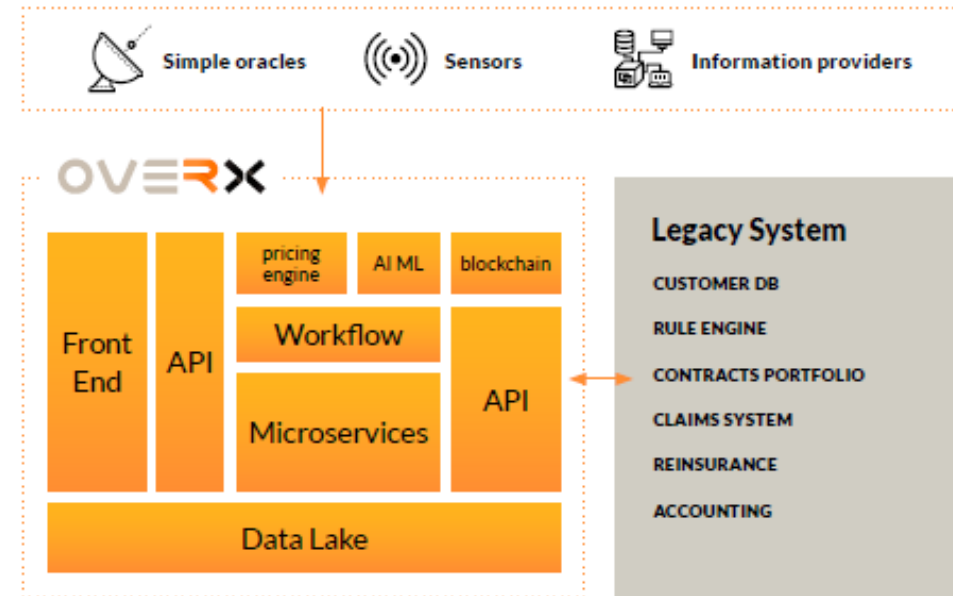 Simple oracles
Sensors
Information providers
OVERX
Front
End
API
pricing
engine
AI ML
blockchain
Workflow
Microservices
API
Data Lake
Legacy System
CUSTOMER DB
RULE ENGINE
CONTRACTS PORTFOLIO
CLAIMS SYSTEM
REINSURANCE
ACCOUNTING